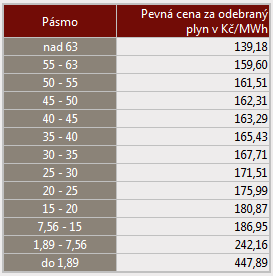 Pásmo Pevná cena za odebraný
plyn v Kč/MWh
nad 63 139,18
55 - 63 159,60
50 - 55 161,51
45 - 50 162,31
40 - 45 163,29
35 - 40 165,43
30 - 35 167,71
25 - 30 171,51
20 - 25 175,99
15 - 20 180,87
7,56 - 15 186,95
1,89 - 7,56 242,16
do 1,89 447,89